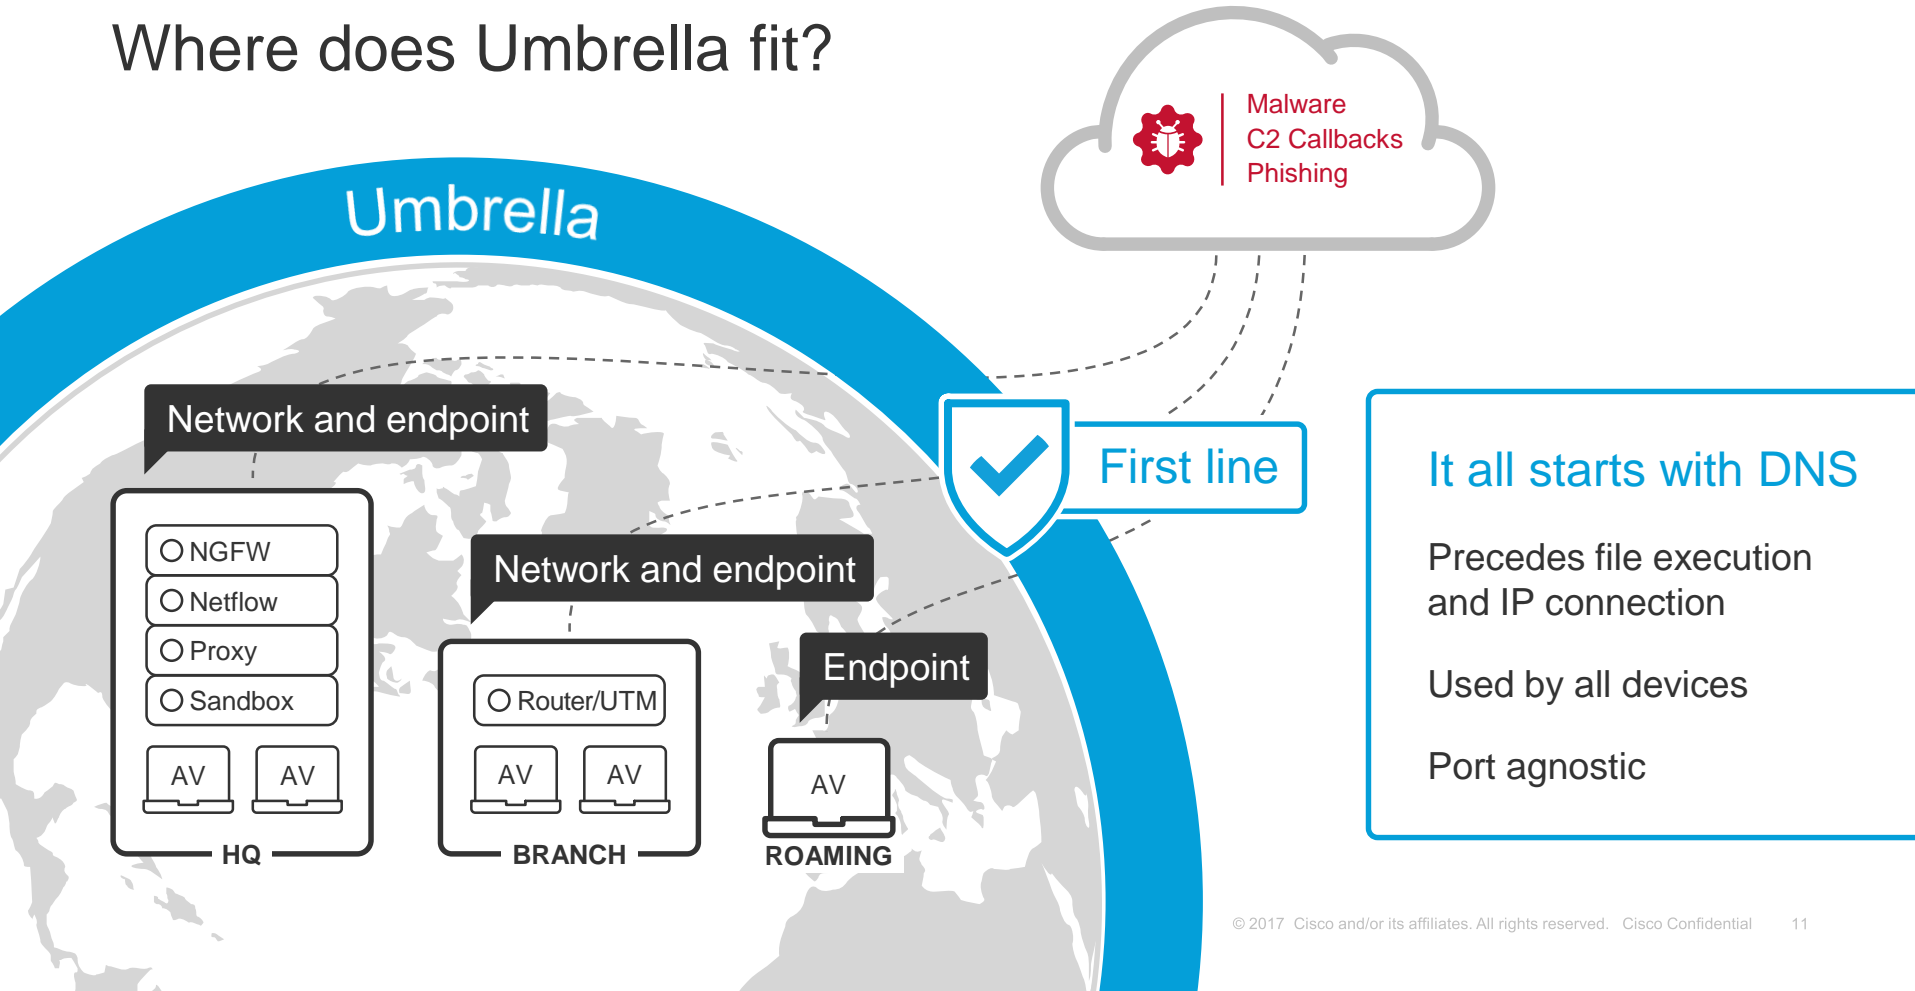 Where does Umbrella fit?
Malware
C2 Callbacks
Phishing
Umbrella
Network and endpoint
First line
NGFW
Netflow
Proxy
Sandbox
AV
AV
HQ
Network and endpoint
Router/UTM
AV
AV
BRANCH
Endpoint
AV
ROAMING
It all starts with DNS
Precedes file execution
and IP connection
Used by all devices
Port agnostic
© 2017 Cisco and/or its affiliates. All rights reserved. Cisco Confidential 11